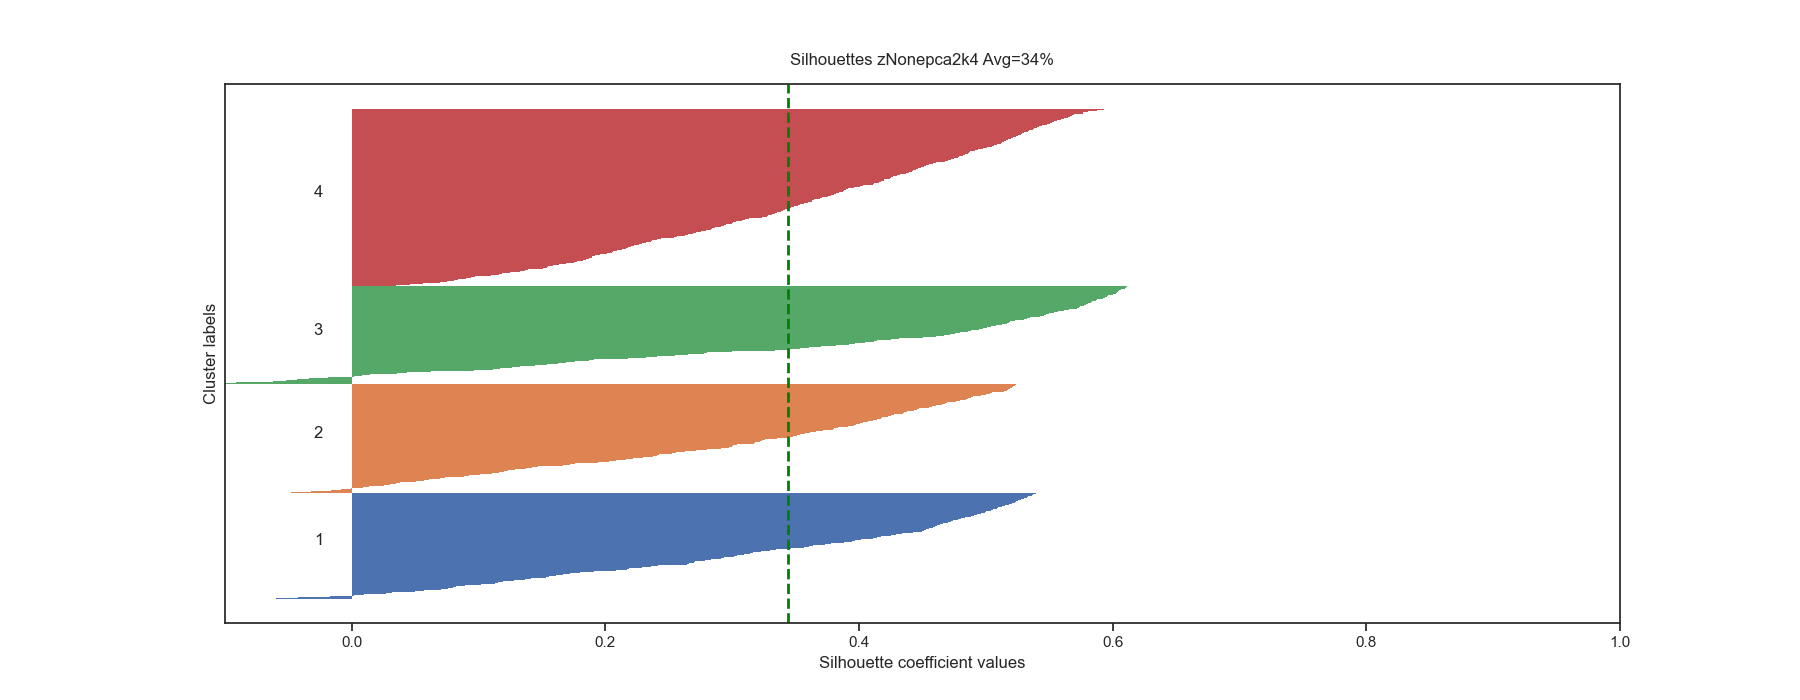 Silhouettes zNonepca2k4 Avg=34%
Cluster labels
4
3
2
1
0.0 0.2 0.4 0.6 0.8 1.0
Silhouette coefficient values